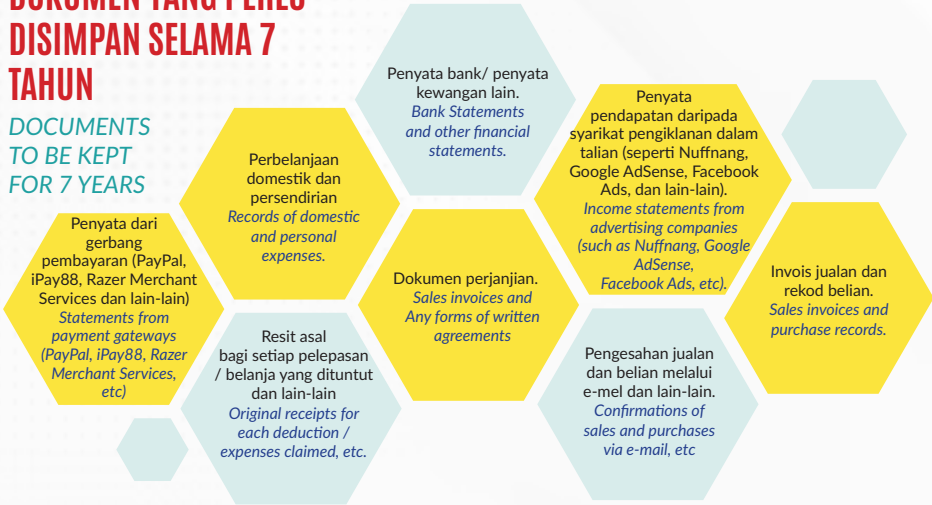 DOKUMEN YANG PERLU
DISIMPAN SELAMA 7
TAHUN
DOCUMENTS
TO BE KEPT
FOR 7 YEARS
Penyata dari
gerbang
pembayaran (PayPal,
iPay88, Razer Merchant
Services dan lain-lain)
Statements from
payment gateways
(PayPal, iPay88, Razer
Merchant Services,
etc)
Perbelanjaan
domestik dan
persendirian
Records of domestic
and personal
expenses.
Resit asal
bagi setiap pelepasan
/ belanja yang dituntut
dan lain-lain
Original receipts for
each deduction /
expenses claimed, etc.
Penyata bank/ penyata
kewangan lain.
Bank Statements
and other financial
statements.
Dokumen perjanjian.
Sales invoices and
Any forms of written
agreements
Penyata
pendapatan daripada
syarikat pengiklanan dalam
talian (seperti Nuffnang,
Google AdSense, Facebook
Ads, dan lain-lain).
Income statements from
advertising companies
(such as Nuffnang, Google
AdSense,
Facebook Ads, etc).
Pengesahan jualan
dan belian melalui
e-mel dan lain-lain.
Confirmations of
sales and purchases
via e-mail, etc
Invois jualan dan
rekod belian.
Sales invoices and
purchase records.